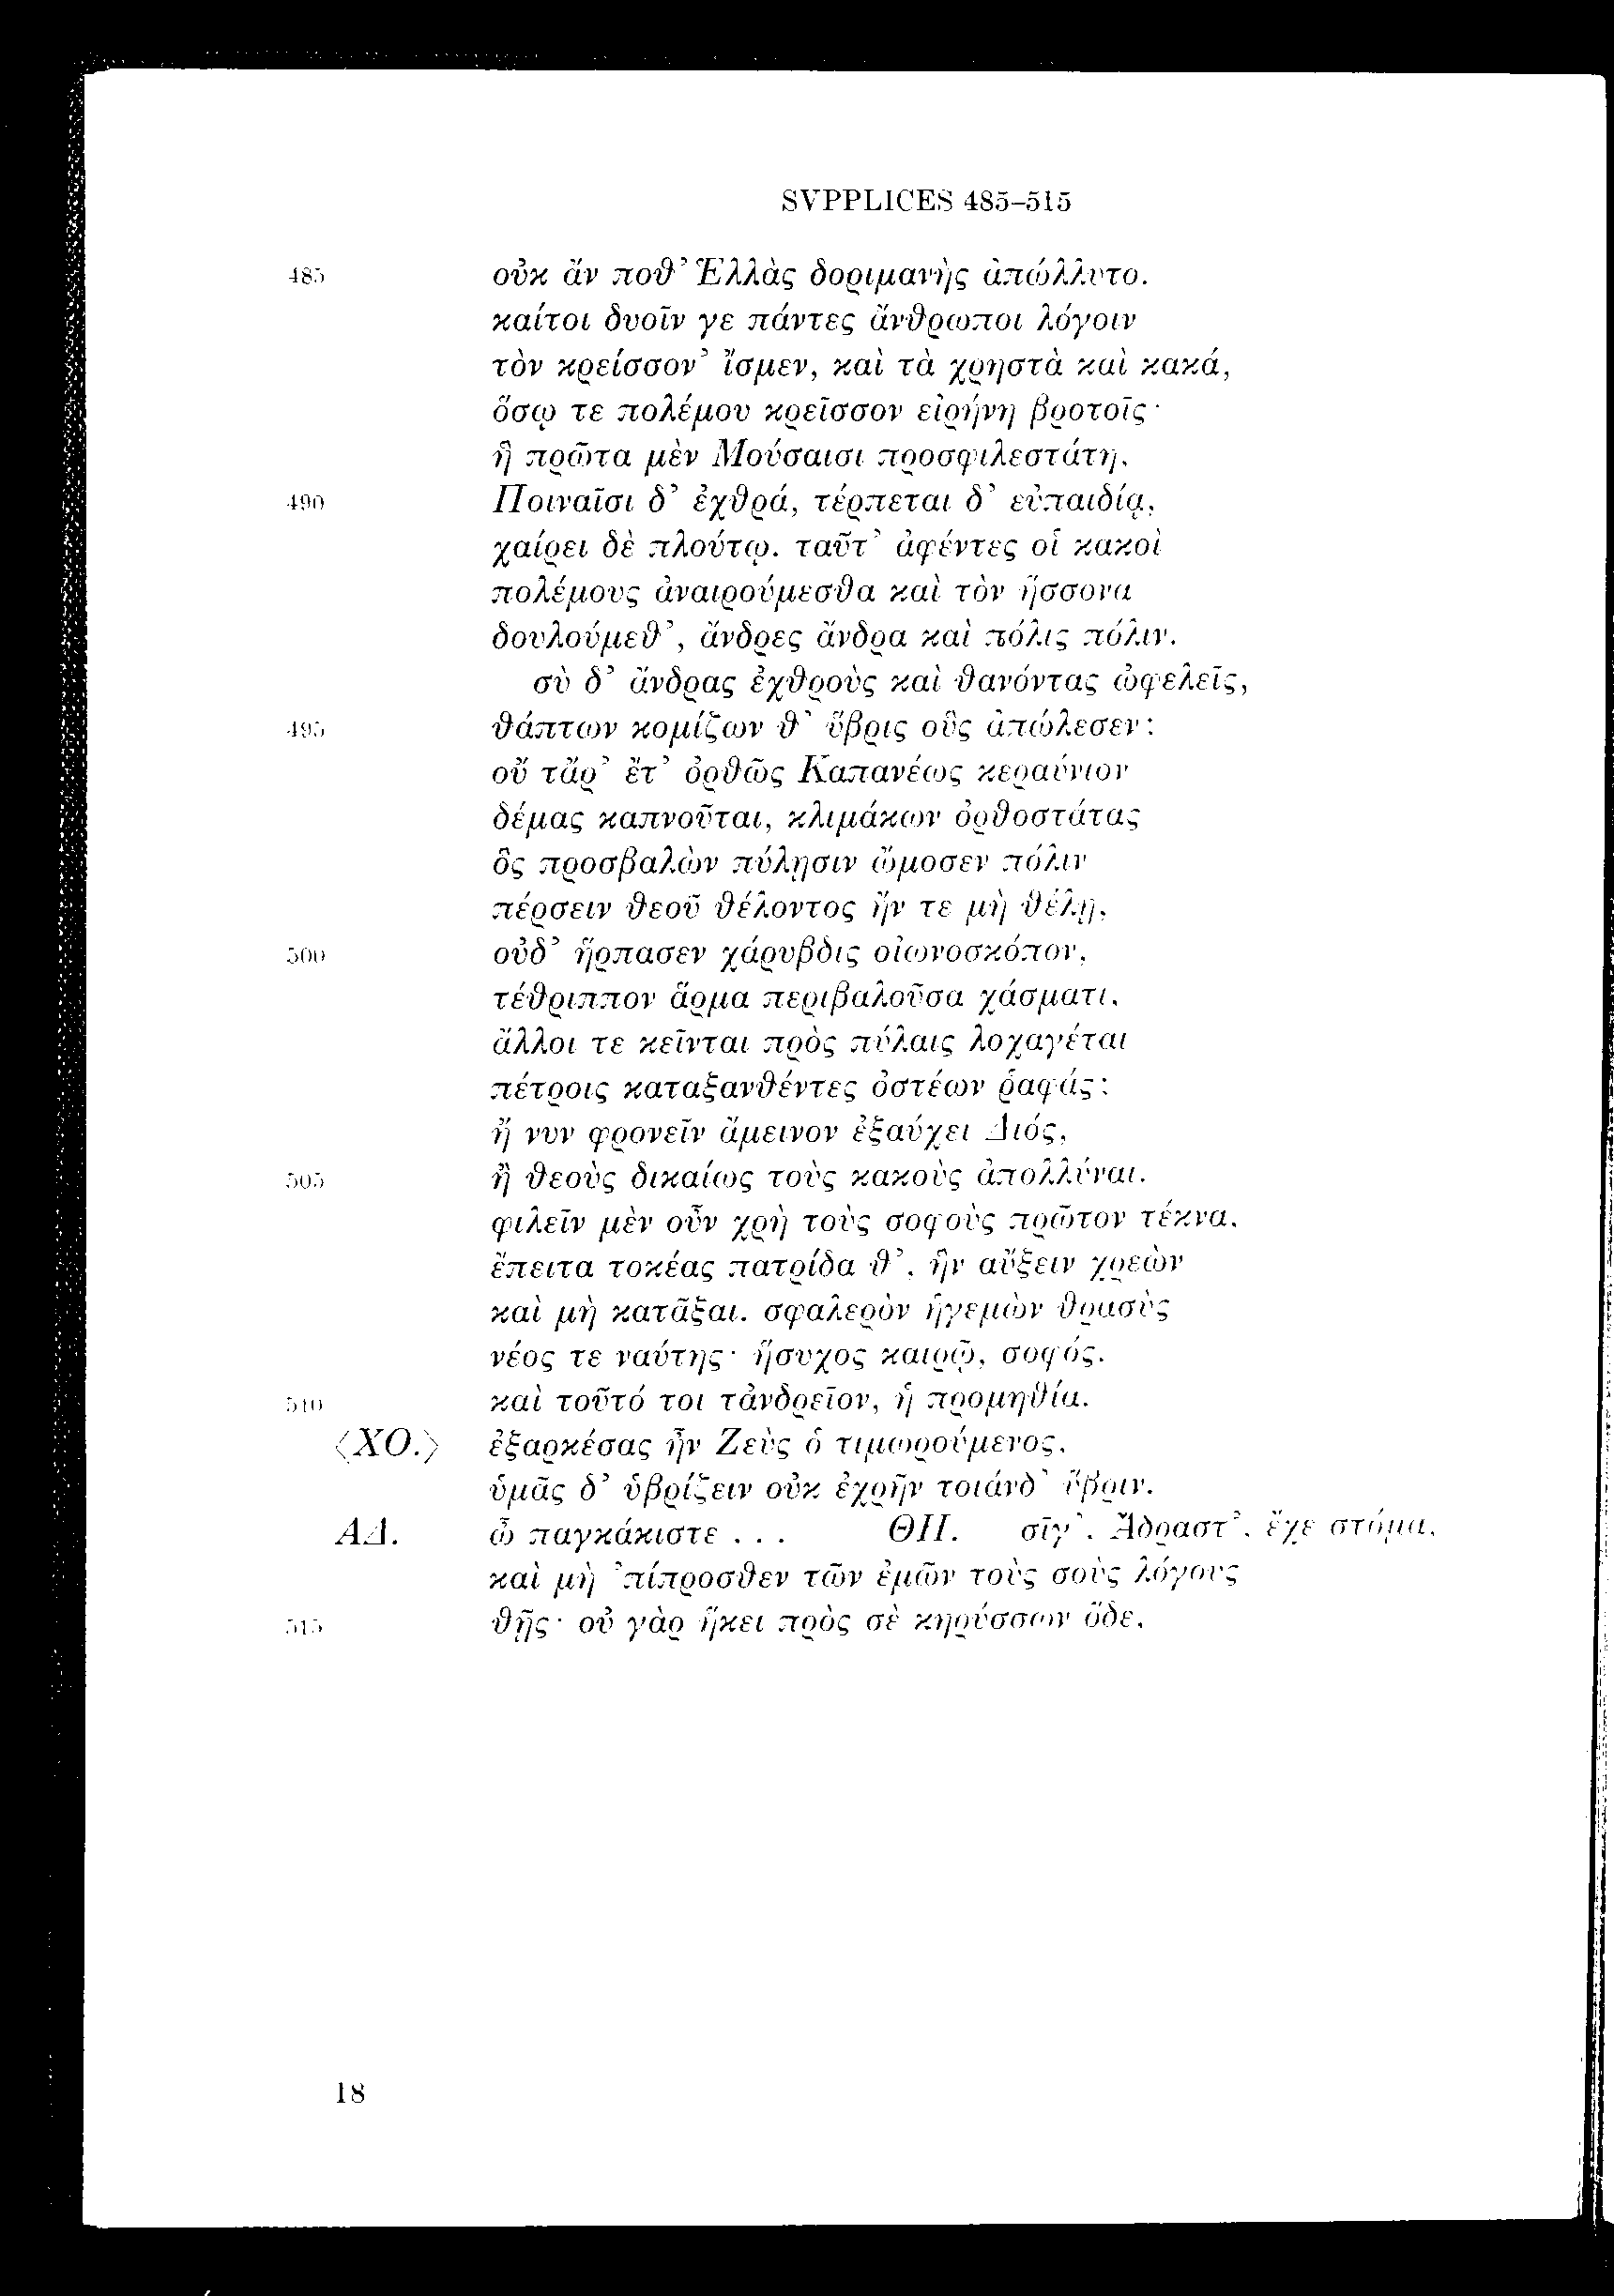 SVPPLICES 485–515
485 οὐκ ἄν ποθ’ Ἑλλὰς δοριμανὴς ἀπώλλυτο.
καίτοι δυοῖν γε πάντες ἄνθρωποι λόγοιν
τὸν κρείσσον’ ἴσμεν, καὶ τὰ χρηστὰ καὶ κακά,
ὅσῳ τε πολέμου κρεῖσσον εἰρήνη βροτοῖς·
ἣ πρῶτα μὲν Μούσαισι προσφιλεστάτη,
490 Ποιναῖσι δ’ ἐχθρά, τέρπεται δ’ εὐπαιδίᾳ,
χαίρει δὲ πλούτῳ. ταῦτ’ ἀφέντες οἱ κακοὶ
πολέμους ἀναιρούμεσθα καὶ τὸν ἥσσονα
δουλούμεθ’, ἄνδρες ἄνδρα καὶ πόλις πόλιν.
σὺ δ’ ἄνδρας ἐχθροὺς καὶ θανόντας ὠφελεῖς,
495 θάπτων κομίζων θ’ ὕβρις οὓς ἀπώλεσεν;
οὔ τἄρ’ ἔτ’ ὀρθῶς Καπανέως κεραύνιον
δέμας καπνοῦται, κλιμάκων ὀρθοστάτας
ὃς προσβαλὼν πύλῃσιν ὤμοσεν πόλιν
πέρσειν θεοῦ θέλοντος ἤν τε μὴ θέλῃ,
500 οὐδ’ ἥρπασεν χάρυβδις οἰωνοσκόπον,
τέθριππον ἅρμα περιβαλοῦσα χάσματι,
ἄλλοι τε κεῖνται πρὸς πύλαις λοχαγέται
πέτροις καταξανθέντες ὀστέων ῥαφάς;
ἤ νυν φρονεῖν ἄμεινον ἐξαύχει Διός,
505 ἢ θεοὺς δικαίως τοὺς κακοὺς ἀπολλύναι.
φιλεῖν μὲν οὖν χρὴ τοὺς σοφοὺς πρῶτον τέκνα,
ἔπειτα τοκέας πατρίδα θ’, ἣν αὔξειν χρεὼν
καὶ μὴ κατᾶξαι. σφαλερὸν ἡγεμὼν θρασὺς
νέος τε ναύτης· ἥσυχος καιρῷ, σοφός.
510 καὶ τοῦτό τοι τἀνδρεῖον, ἡ προμηθία.
⟨ΧΟ.⟩ ἐξαρκέσας ἦν Ζεὺς ὁ τιμωρούμενος,
ὑμᾶς δ’ ὑβρίζειν οὐκ ἐχρῆν τοιάνδ’ ὕβριν.
ΑΔ. ὦ παγκάκιστε . . . ΘΗ. σῖγ’, Ἄδραστ’, ἔχε στόμα,
καὶ μὴ ’πίπροσθεν τῶν ἐμῶν τοὺς σοὺς λόγους
515 θῇς· οὐ γὰρ ἥκει πρὸς σὲ κηρύσσων ὅδε,
18